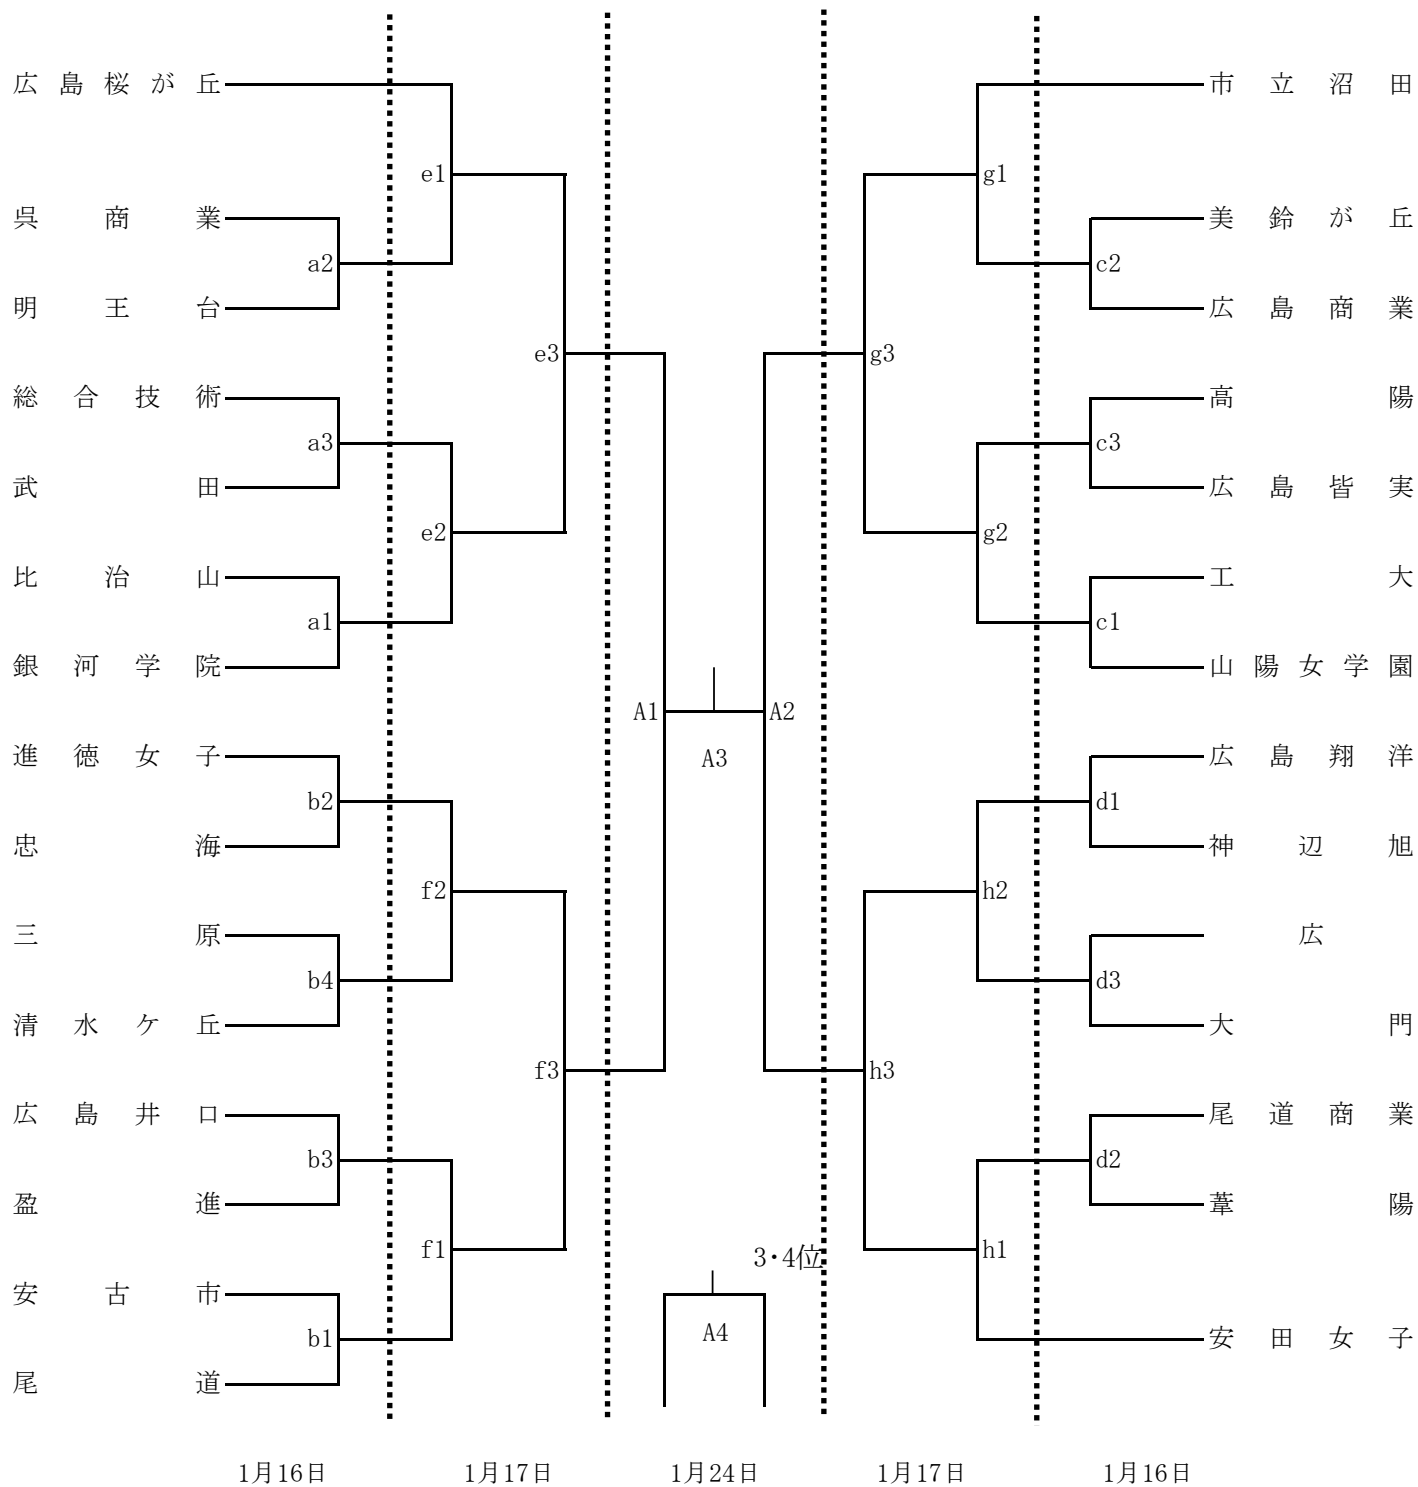 広島桜が丘
市立沼田
e1
g1
呉商業
美鈴が丘
a2
c2
明王台
広島商業
e3
g3
総合技術
高陽
a3
c3
武田
広島皆実
e2
g2
比治山
工大
a1
c1
銀河学院
山陽女学園
A1
A2
進徳女子
A3
広島翔洋
b2
d1
忠海
神辺旭
f2
h2
三原
広
b4
d3
清水ケ丘
大門
f3
h3
広島井口
尾道商業
b3
d2
盈進
葦陽
f1
3・4位
h1
安古市
b1
A4
安田女子
尾道
1月16日
1月17日
1月24日
1月17日
1月16日